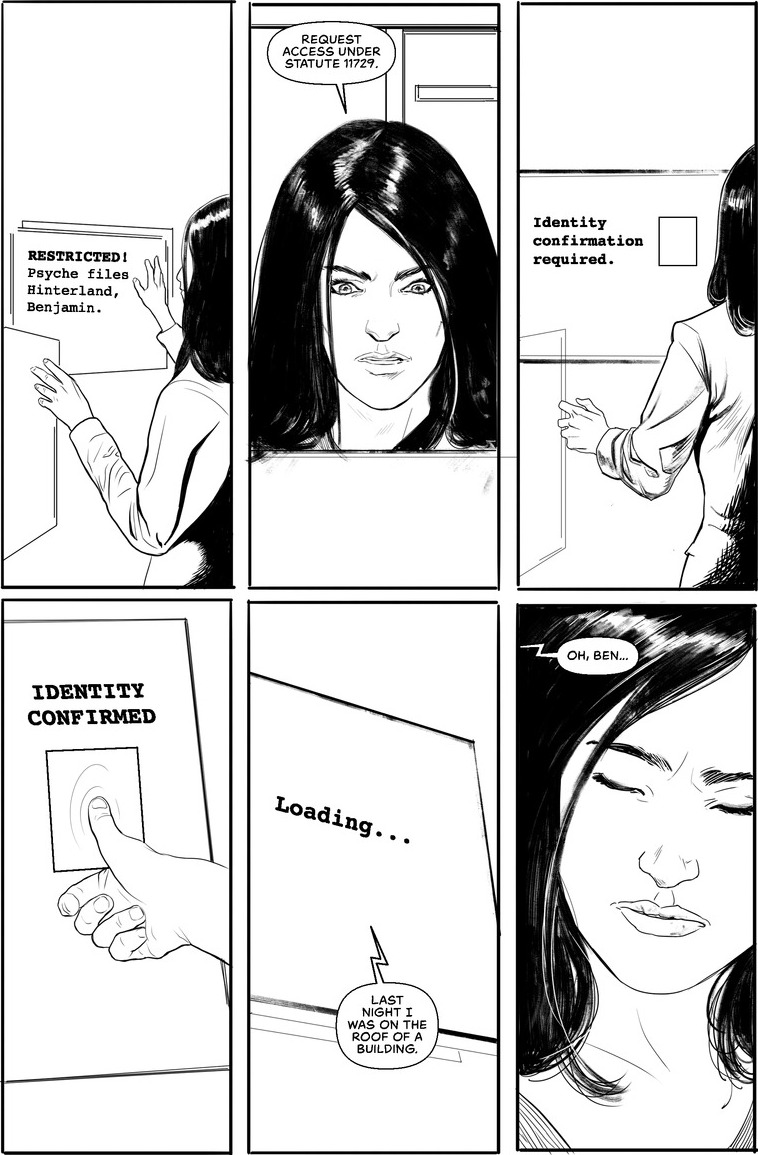 RESTRICTED!
Psyche files
Hinterland,
Benjamin.
REQUEST
ACCESS UNDER
STATUTE 11729.
Identity
confirmation
required.
IDENTITY
CONFIRMED
Loading...
LAST
NIGHT I
WAS ON THE
ROOF OF A
BUILDING.
OH, BEN...